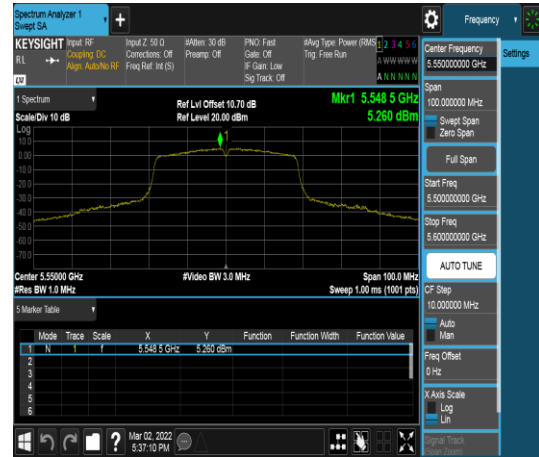 Spectrum Analyzer 1
Swept SA
+
Frequency
KEYSIGHT
Input: RF
Input Z: 50 Ω
#Atten: 30 dB
PNO: Fast
#Avg Type: Power (RMS
1 2 3 4 5 6
RL
Coupling: DC
Corrections: Off
Preamp: Off
Gate: Off
Trig: Free Run
A WWWWW
Align: Auto/No RF
Freq Ref: Int (S)
IF Gain: Low
Sig Track: Off
A N N N N N
LXI
1 Spectrum
Ref Lvl Offset 10.70 dB
Mkr1 5.548 5 GHz
Scale/Div 10 dB
Ref Level 20.00 dBm
5.260 dBm
Log
1
10.0
0.00
-10.0
-20.0
-30.0
-40.0
-50.0
-60.0
-70.0
Center 5.55000 GHz
#Video BW 3.0 MHz
Span 100.0 MHz
#Res BW 1.0 MHz
Sweep 1.00 ms (1001 pts)
5 Marker Table
Mode Trace Scale X Y Function Function Width Function Value
1 N 1 f 5.548 5 GHz 5.260 dBm
2
3
4
5
6
?
Mar 02, 2022
5:37:10 PM
Center Frequency
5.550000000 GHz
Settings
Span
100.000000 MHz
Swept Span
Zero Span
Full Span
Start Freq
5.500000000 GHz
Stop Freq
5.600000000 GHz
AUTO TUNE
CF Step
10.000000 MHz
Auto
Man
Freq Offset
0 Hz
X Axis Scale
Log
Lin
Signal Track
(Span Zoom)